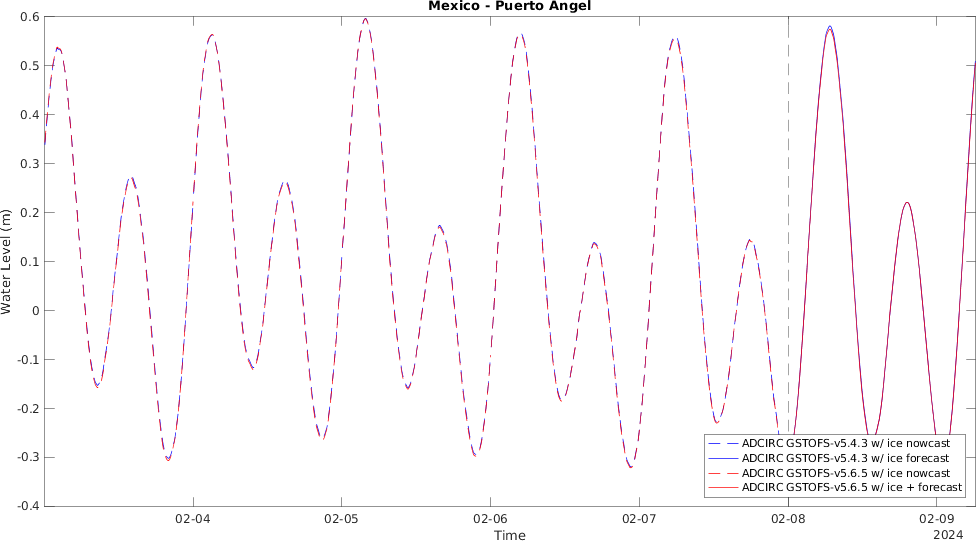 Mexico - Puerto Angel
0.6
0.5
0.4
0.3
0.2
0.1
0
-0.1
-0.2
-0.3
-0.4
Water Level (m)
ADCIRC GSTOFS-v5.4.3 w/ ice nowcast
ADCIRC GSTOFS-v5.4.3 w/ ice forecast
ADCIRC GSTOFS-v5.6.5 w/ ice nowcast
ADCIRC GSTOFS-v5.6.5 w/ ice + forecast
02-04 02-05 02-06 02-07 02-08 02-09
Time 2024